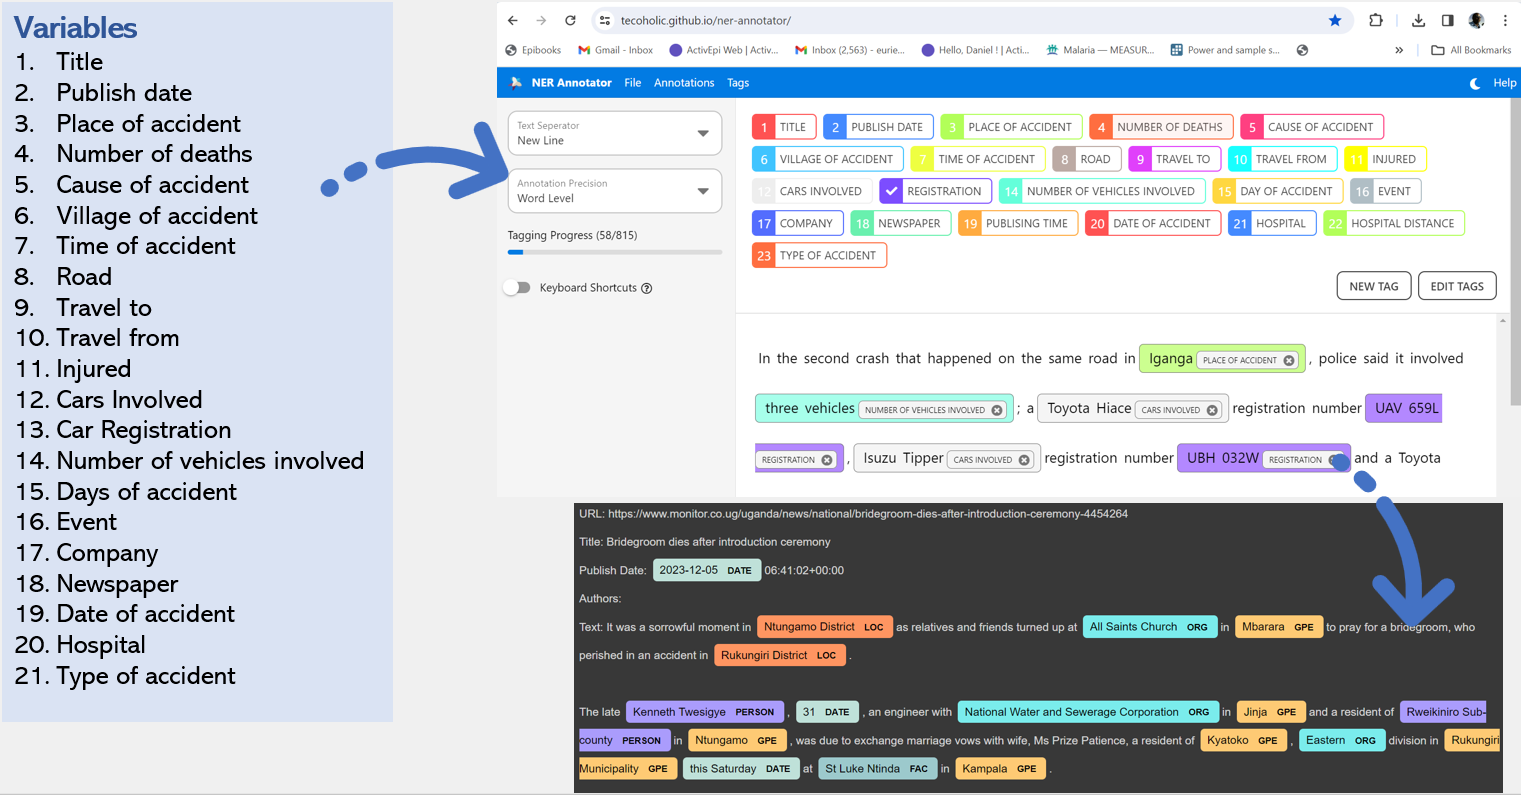 Variables
1. Title
2. Publish date
3. Place of accident
4. Number of deaths
5. Cause of accident
6. Village of accident
7. Time of accident
8. Road
9. Travel to
10. Travel from
11. Injured
12. Cars Involved
13. Car Registration
14. Number of vehicles involved
15. Days of accident
16. Event
17. Company
18. Newspaper
19. Date of accident
20. Hospital
21. Type of accident
tecoholic.github.io/ner-annotator/
Epibooks Gmail - Inbox ActivEpi Web | Activ... Inbox (2,563) - eurie... Hello, Daniel ! | Acti... Malaria — MEASUR... Power and sample s... » All Bookmarks
NER Annotator File Annotations Tags Help
Text Seperator
New Line
Annotation Precision
Word Level
Tagging Progress (58/815)
Keyboard Shortcuts
1 TITLE 2 PUBLISH DATE 3 PLACE OF ACCIDENT 4 NUMBER OF DEATHS 5 CAUSE OF ACCIDENT
6 VILLAGE OF ACCIDENT 7 TIME OF ACCIDENT 8 ROAD 9 TRAVEL TO 10 TRAVEL FROM 11 INJURED
12 CARS INVOLVED REGISTRATION 14 NUMBER OF VEHICLES INVOLVED 15 DAY OF ACCIDENT 16 EVENT
17 COMPANY 18 NEWSPAPER 19 PUBLISING TIME 20 DATE OF ACCIDENT 21 HOSPITAL 22 HOSPITAL DISTANCE
23 TYPE OF ACCIDENT
NEW TAG EDIT TAGS
In the second crash that happened on the same road in Iganga PLACE OF ACCIDENT , police said it involved
three vehicles NUMBER OF VEHICLES INVOLVED ; a Toyota Hiace CARS INVOLVED registration number UAV 659L
REGISTRATION , Isuzu Tipper CARS INVOLVED registration number UBH 032W REGISTRATION and a Toyota
URL: https://www.monitor.co.ug/uganda/news/national/bridegroom-dies-after-introduction-ceremony-4454264
Title: Bridegroom dies after introduction ceremony
Publish Date: 2023-12-05 DATE 06:41:02+00:00
Authors:
Text: It was a sorrowful moment in Ntungamo District LOC as relatives and friends turned up at All Saints Church ORG in Mbarara GPE to pray for a bridegroom, who
perished in an accident in Rukungiri District LOC .
The late Kenneth Twesigye PERSON , 31 DATE , an engineer with National Water and Sewerage Corporation ORG in Jinja GPE and a resident of Rweikiniro Sub-
county PERSON in Ntungamo GPE , was due to exchange marriage vows with wife, Ms Prize Patience, a resident of Kyatoko GPE , Eastern ORG division in Rukungiri
Municipality GPE this Saturday DATE at St Luke Ntinda FAC in Kampala GPE .